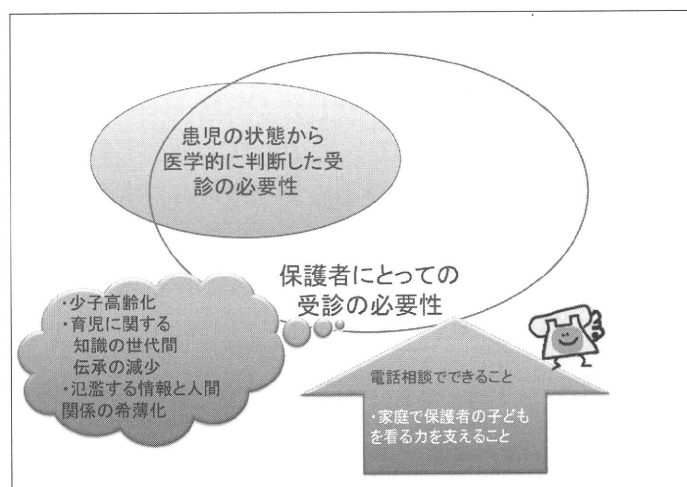 患児の状態から
医学的に判断した受
診の必要性
保護者にとっての
受診の必要性
・少子高齢化
・育児に関する
知識の世代間
伝承の減少
・氾濫する情報と人間
関係の希薄化
電話相談でできること
・家庭で保護者の子ども
を看る力を支えること